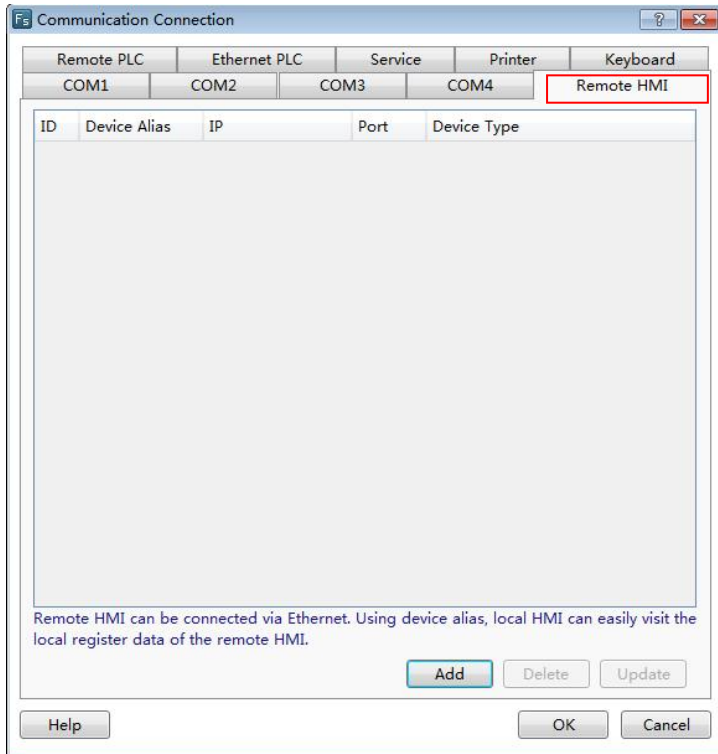 Fs Communication Connection
Remote PLC Ethernet PLC Service Printer Keyboard
COM1 COM2 COM3 COM4 Remote HMI
ID Device Alias IP Port Device Type
Remote HMI can be connected via Ethernet. Using device alias, local HMI can easily visit the
local register data of the remote HMI.
Add Delete Update
Help OK Cancel